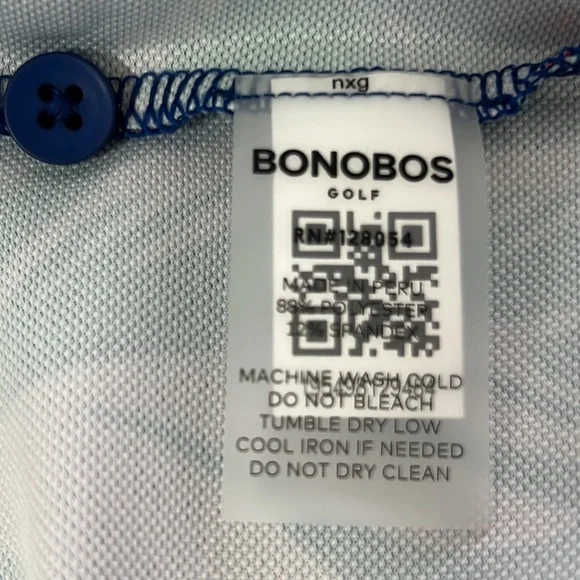 nxg
BONOBOS
GOLF
RN#128054
MADE IN PERU
88% POLYESTER
12% SPANDEX
MACHINE WASH COLD
DO NOT BLEACH
TUMBLE DRY LOW
COOL IRON IF NEEDED
DO NOT DRY CLEAN